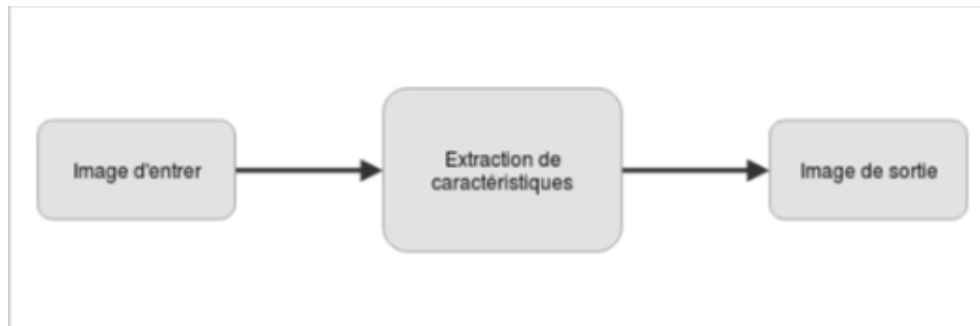 Image d'entrer
Extraction de
caractéristiques
Image de sortie